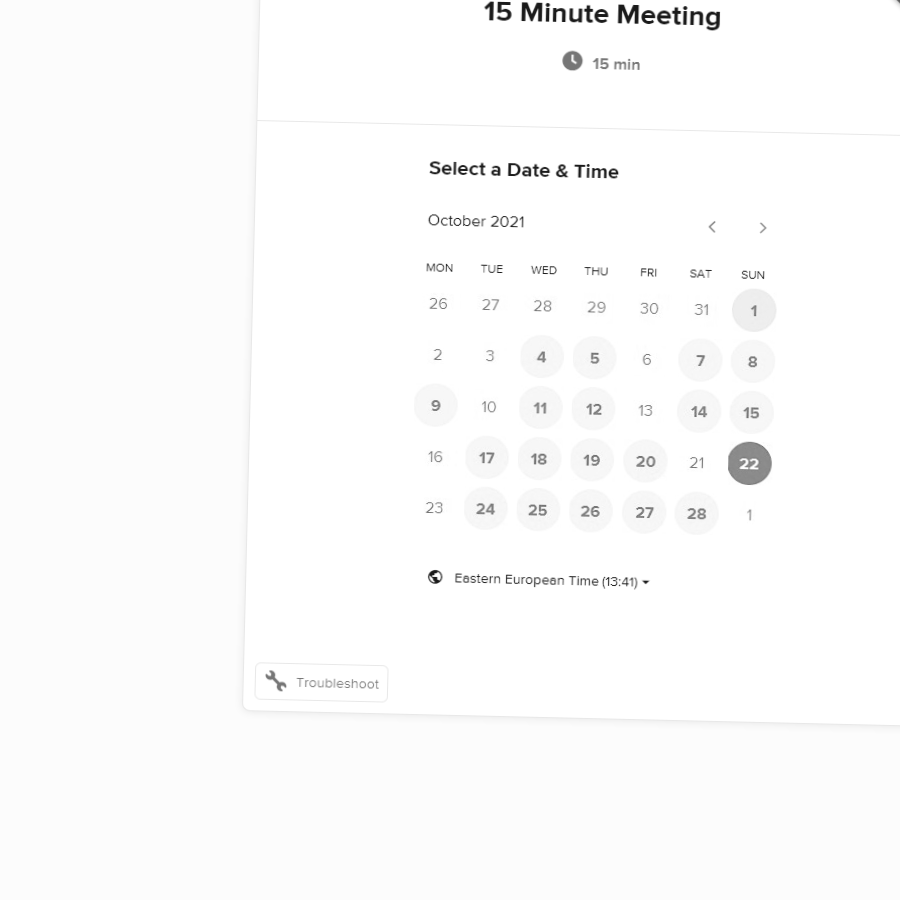 15 Minute Meeting
15 min
Select a Date & Time
October 2021
MON TUE WED THU FRI SAT SUN
26 27 28 29 30 31 1
2 3 4 5 6 7 8
9 10 11 12 13 14 15
16 17 18 19 20 21 22
23 24 25 26 27 28 1
Eastern European Time (13:41)
Troubleshoot